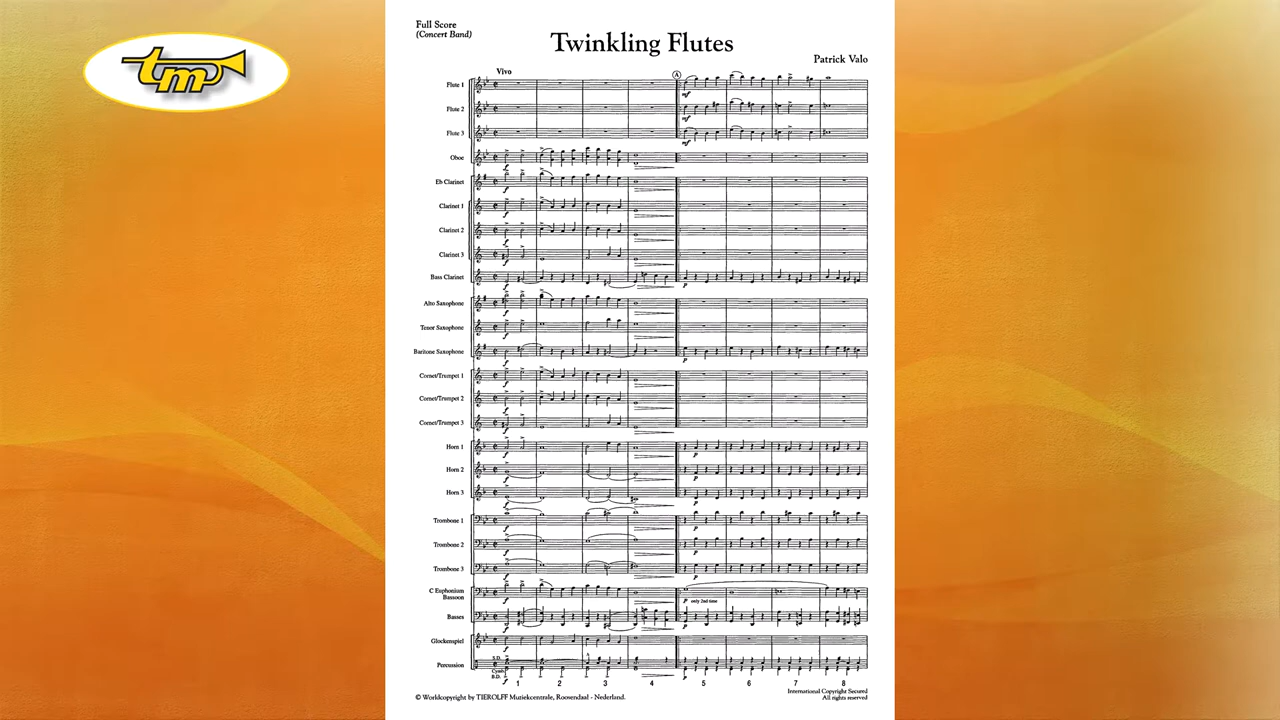 tm
Full Score
(Concert Band)
Twinkling Flutes
Patrick Valo
Vivo
A
Flute 1
mf
Flute 2
mf
Flute 3
mf
Oboe
f
Eb Clarinet
f
Clarinet 1
f
Clarinet 2
f
Clarinet 3
f
Bass Clarinet
f p
Alto Saxophone
f
Tenor Saxophone
f
Baritone Saxophone
f p
Cornet/Trumpet 1
f
Cornet/Trumpet 2
f
Cornet/Trumpet 3
f
Horn 1
f p
Horn 2
f p
Horn 3
f p
Trombone 1
f p
Trombone 2
f p
Trombone 3
f p
C Euphonium
Bassoon
f p only 2nd time
Basses
f p
Glockenspiel
f
Percussion
S.D.
Cymb.
B.D.
f p
1 2 3 4 5 6 7 8
© Worldcopyright by TIEROLFF Muziekcentrale, Roosendaal - Nederland.
International Copyright Secured
All rights reserved